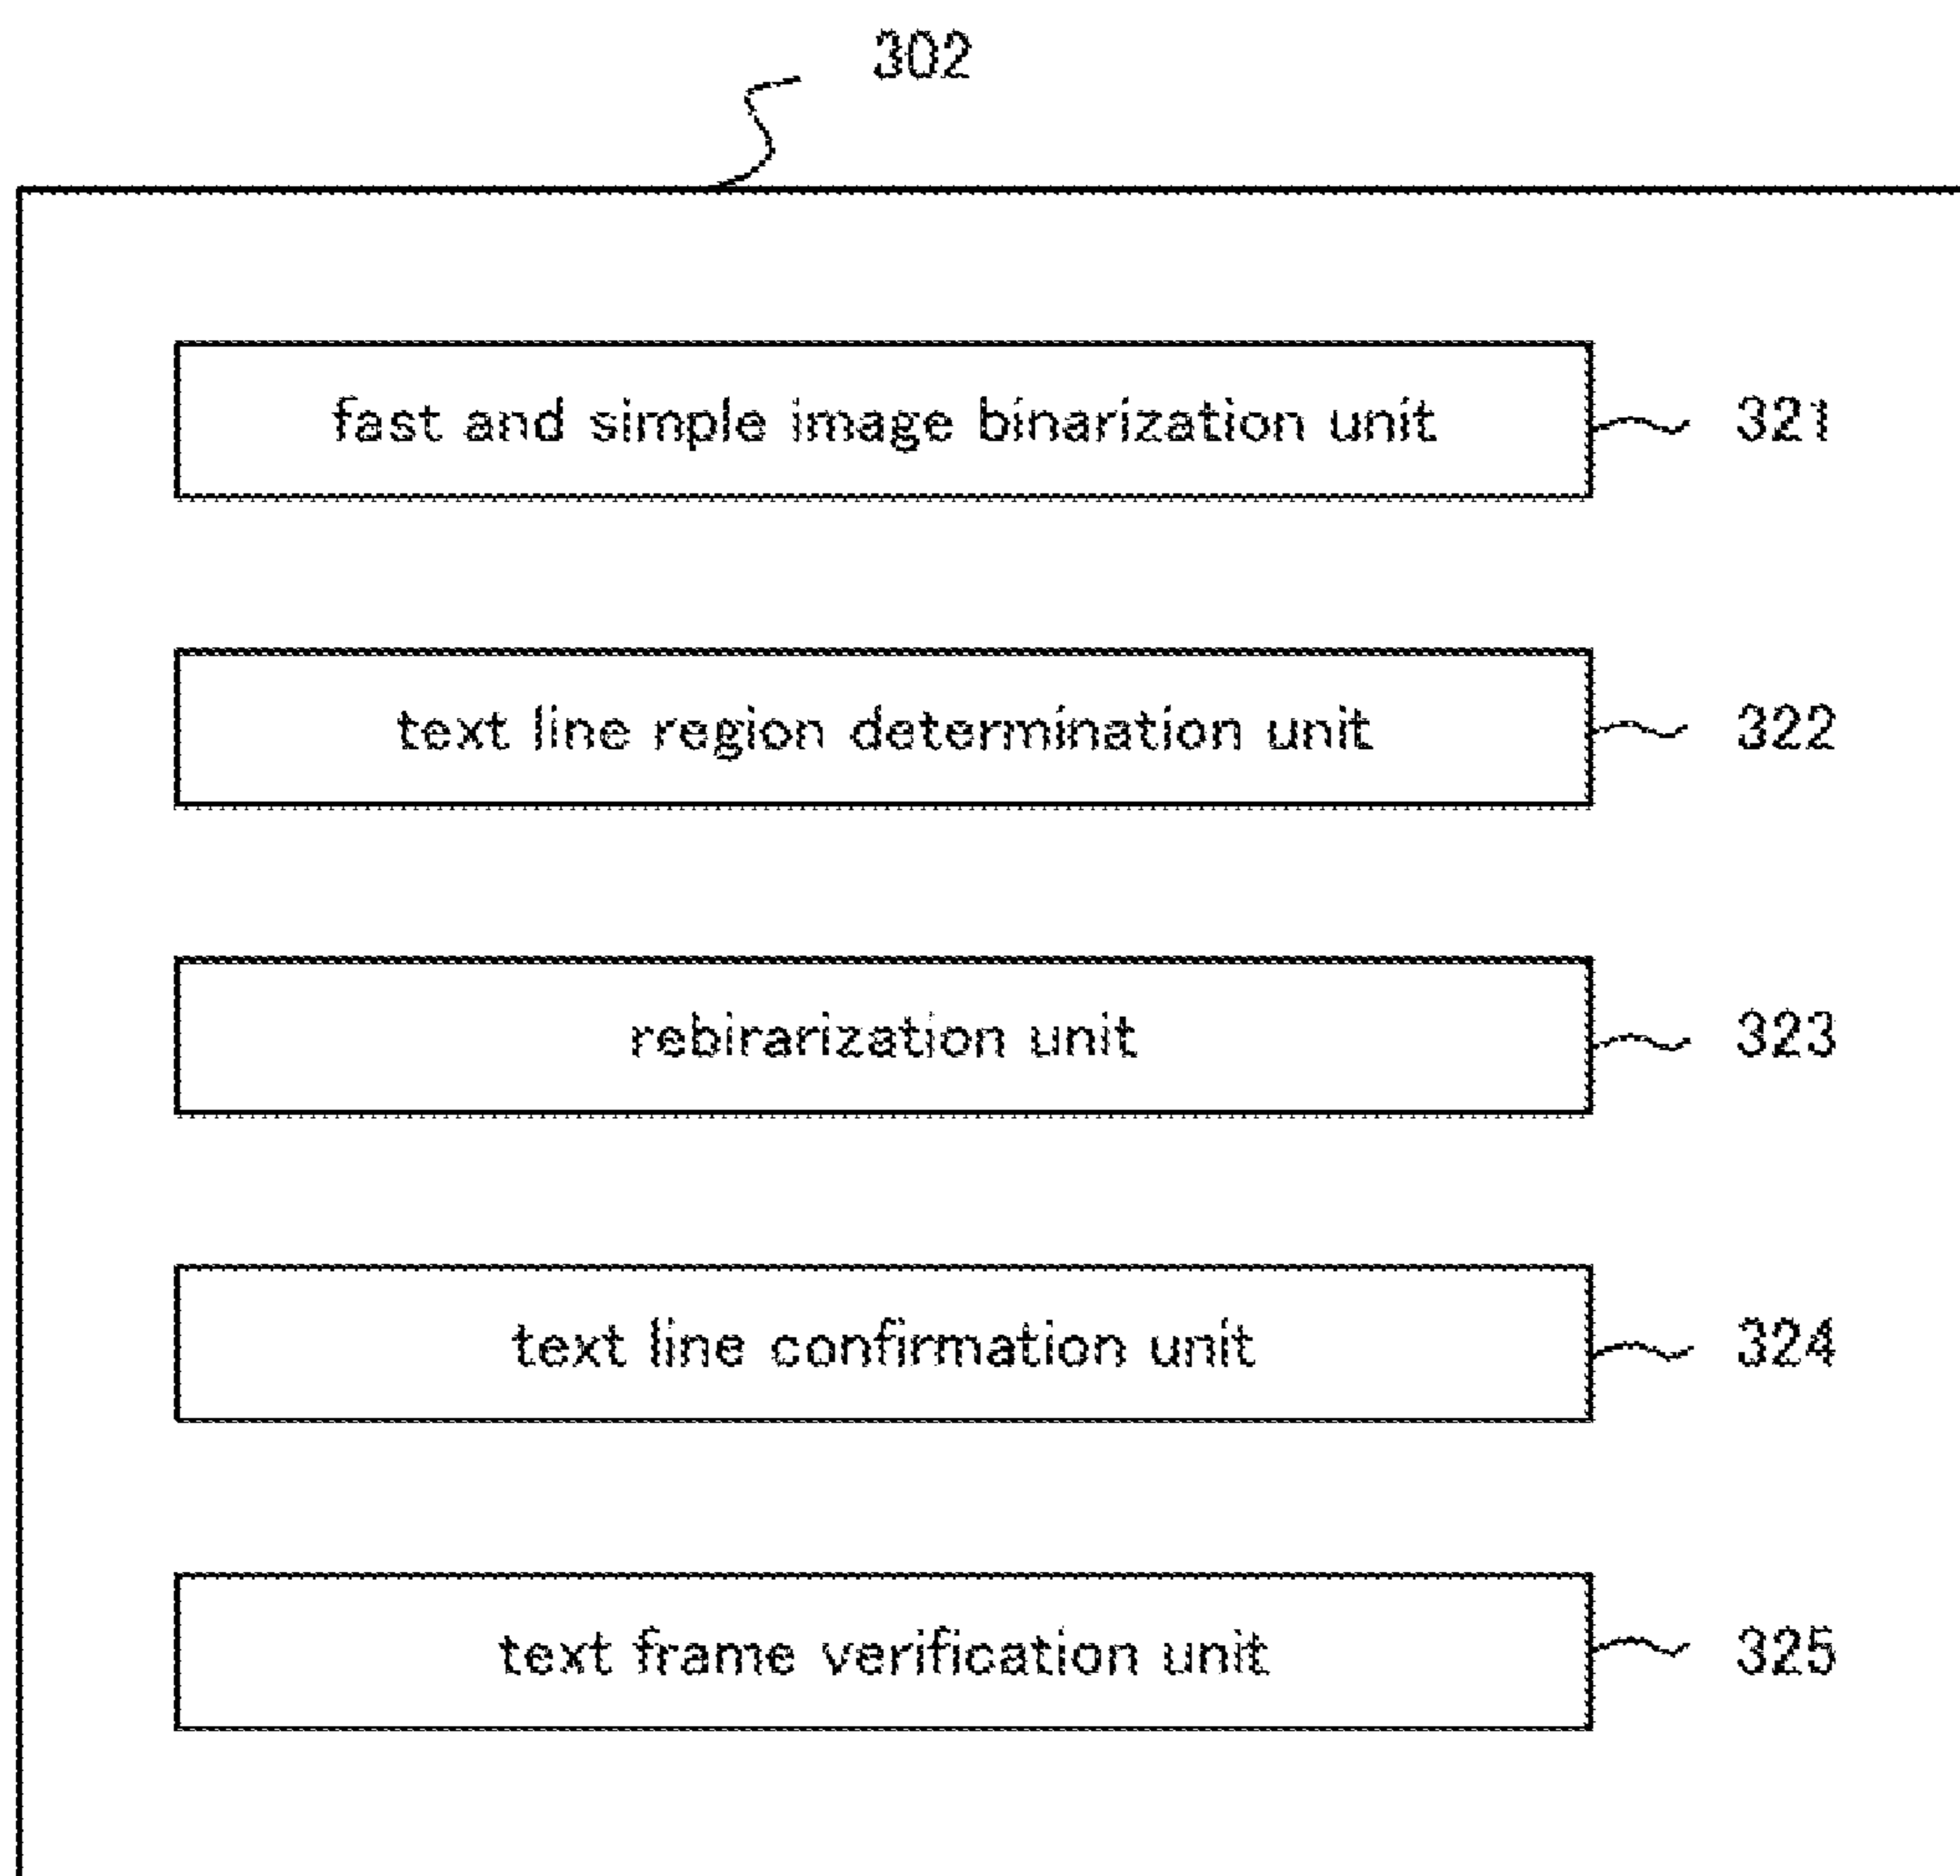 302
fast and simple image binarization unit 321
text line region determination unit 322
rebirarization unit 323
text line confirmation unit 324
text frame verification unit 325